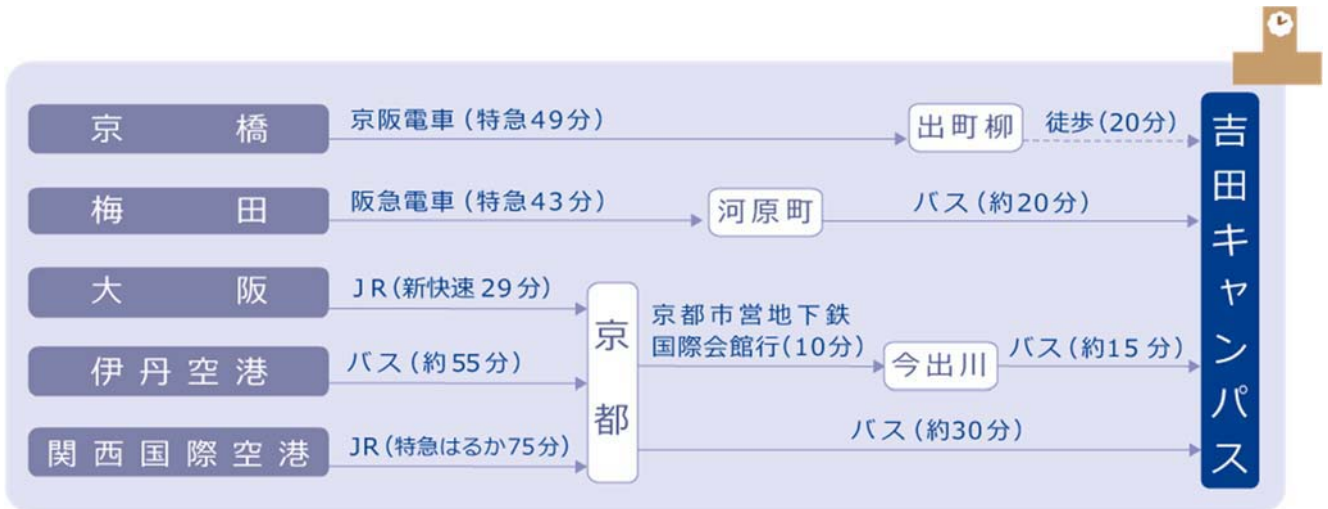 京橋
京阪電車(特急49分)
出町柳
徒歩(20分)
梅田
阪急電車(特急43分)
河原町
バス(約20分)
大阪
JR(新快速29分)
伊丹空港
バス(約55分)
関西国際空港
JR(特急はるか75分)
京都
京都市営地下鉄
国際会館行(10分)
今出川
バス(約15分)
バス(約30分)
吉田キャンパス